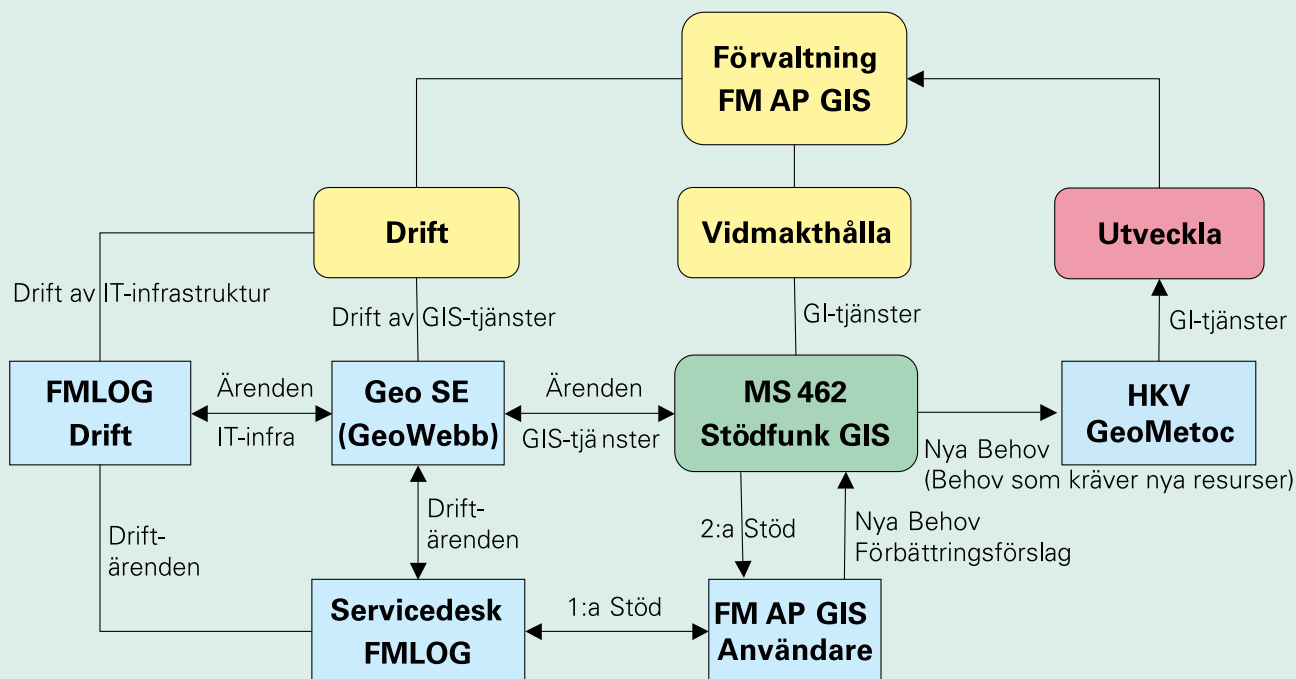 Förvaltning
FM AP GIS
Drift
Vidmakthålla
Utveckla
Drift av IT-infrastruktur
Drift av GIS-tjänster
GI-tjänster
GI-tjänster
FMLOG
Drift
Ärenden
IT-infra
Geo SE
(GeoWebb)
Ärenden
GIS-tjänster
MS 462
Stödfunk GIS
HKV
GeoMetoc
Nya Behov
(Behov som kräver nya resurser)
Drift-
ärenden
Drift-
ärenden
2:a Stöd
Nya Behov
Förbättringsförslag
Servicedesk
FMLOG
1:a Stöd
FM AP GIS
Användare